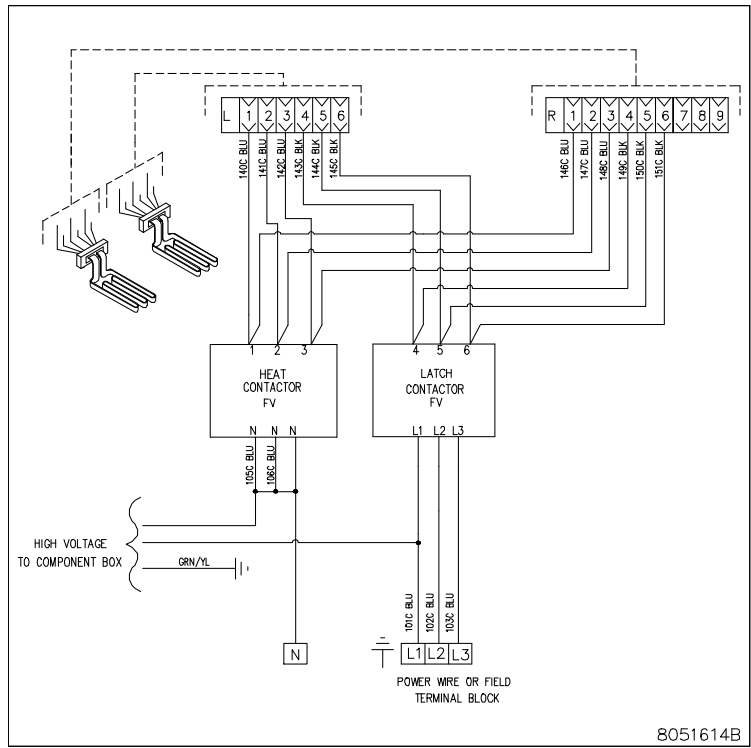 L 1 2 3 4 5 6
R 1 2 3 4 5 6 7 8 9
140C BLU
141C BLU
142C BLU
143C BLK
144C BLK
145C BLK
146C BLU
147C BLU
148C BLU
149C BLK
150C BLK
151C BLK
1 2 3
HEAT
CONTACTOR
FV
N N N
4 5 6
LATCH
CONTACTOR
FV
L1 L2 L3
105C BLU
106C BLU
HIGH VOLTAGE
TO COMPONENT BOX
GRN/YL
101C BLU
102C BLU
103C BLU
N
L1 L2 L3
POWER WIRE OR FIELD
TERMINAL BLOCK
8051614B